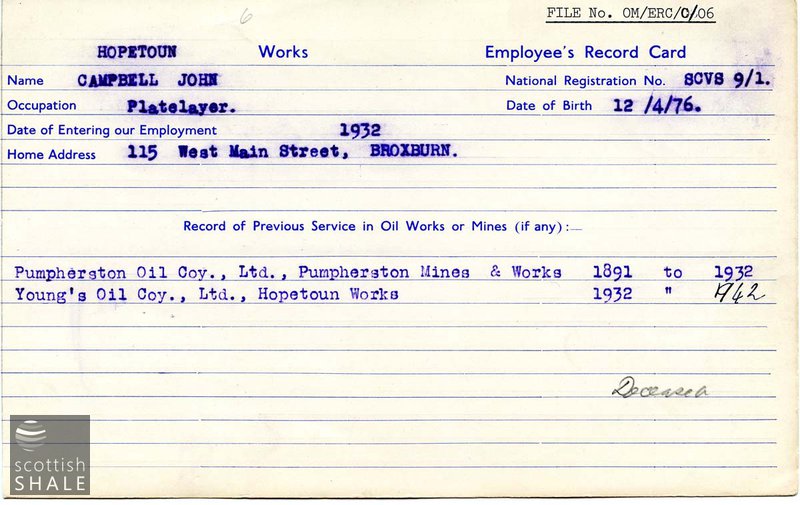 6
FILE No. OM/ERC/C/06
HOPETOUN Works Employee's Record Card
Name CAMPBELL JOHN National Registration No. SCVS 9/1.
Occupation Platelayer. Date of Birth 12 /4/76.
Date of Entering our Employment 1932
Home Address 115 West Main Street, BROXBURN.
Record of Previous Service in Oil Works or Mines (if any):—
Pumpherston Oil Coy., Ltd., Pumpherston Mines & Works 1891 to 1932
Young's Oil Coy., Ltd., Hopetoun Works 1932 " 1942
Deceased
scottish
SHALE